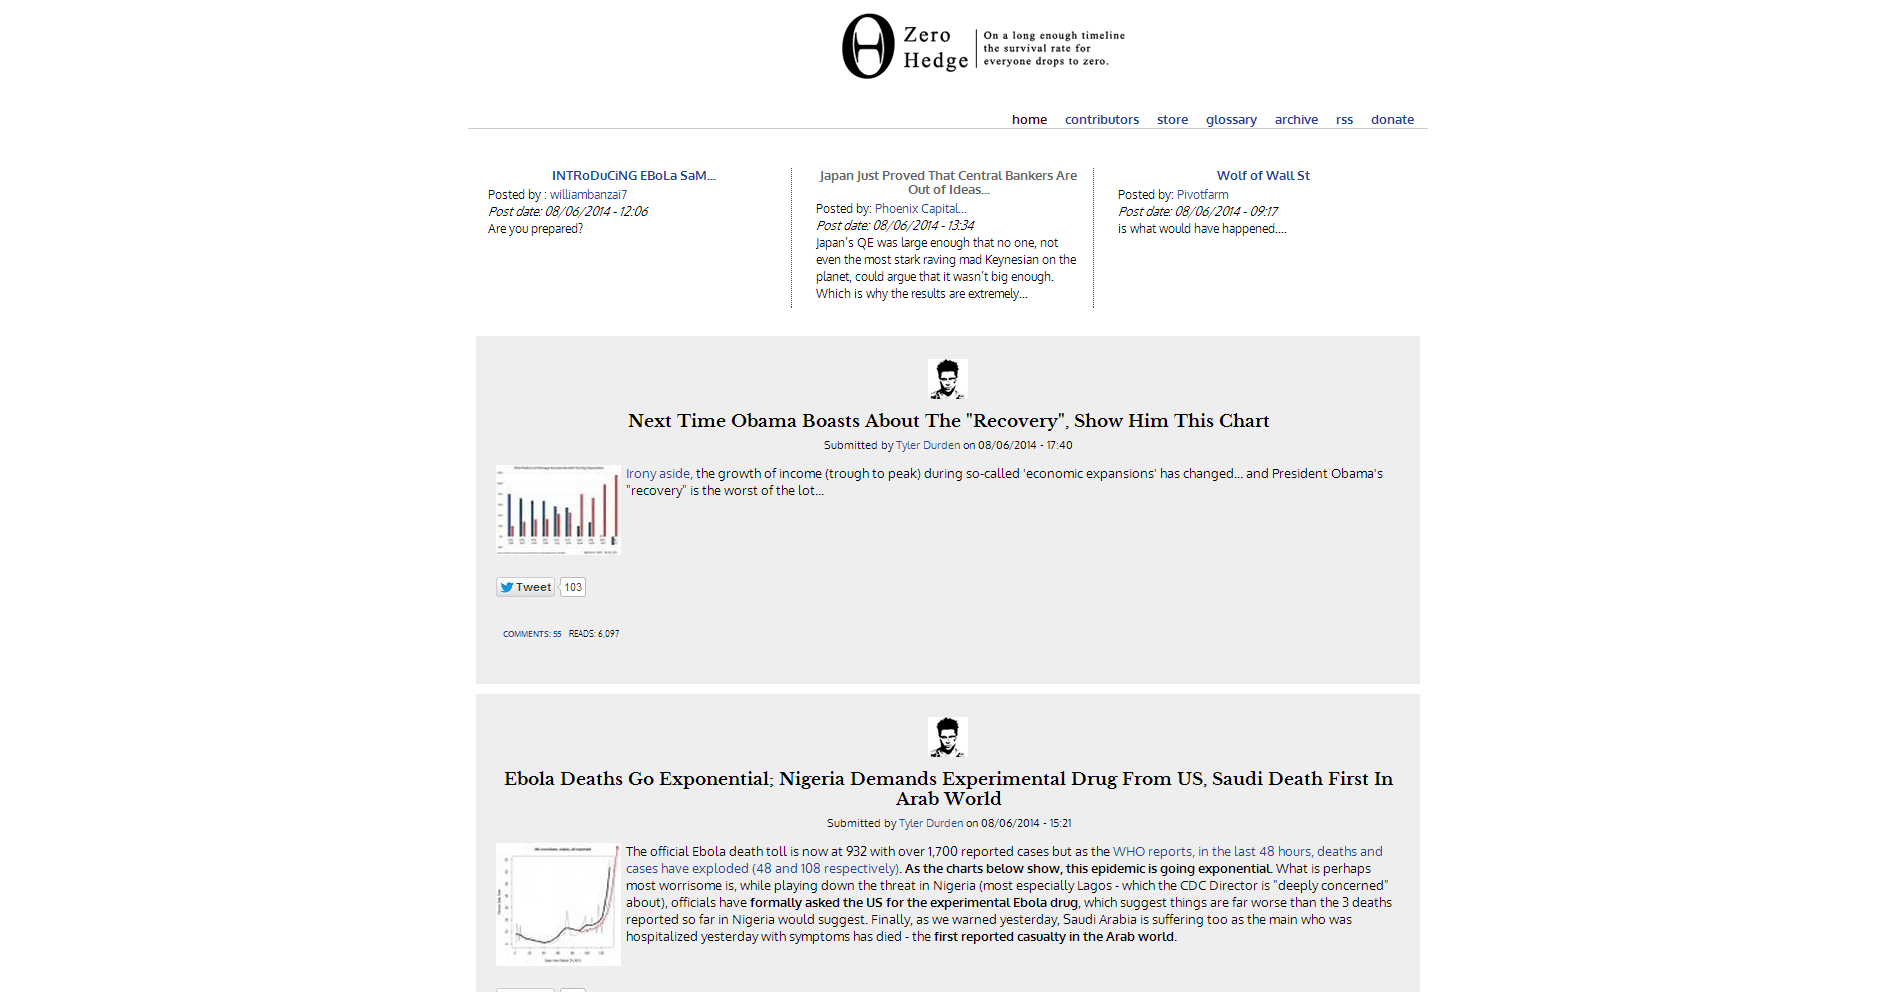 Zero
Hedge
On a long enough timeline
the survival rate for
everyone drops to zero.
home contributors store glossary archive rss donate
INTRoDuCiNG EBoLa SaM...
Posted by : williambanzai7
Post date: 08/06/2014 - 12:06
Are you prepared?
Japan Just Proved That Central Bankers Are
Out of Ideas...
Posted by: Phoenix Capital...
Post date: 08/06/2014 - 13:34
Japan's QE was large enough that no one, not
even the most stark raving mad Keynesian on the
planet, could argue that it wasn't big enough.
Which is why the results are extremely...
Wolf of Wall St
Posted by: Pivotfarm
Post date: 08/06/2014 - 09:17
is what would have happened....
Next Time Obama Boasts About The "Recovery", Show Him This Chart
Submitted by Tyler Durden on 08/06/2014 - 17:40
Irony aside, the growth of income (trough to peak) during so-called 'economic expansions' has changed... and President Obama's
"recovery" is the worst of the lot...
Tweet 103
COMMENTS: 55 READS: 6,097
Ebola Deaths Go Exponential; Nigeria Demands Experimental Drug From US, Saudi Death First In
Arab World
Submitted by Tyler Durden on 08/06/2014 - 15:21
The official Ebola death toll is now at 932 with over 1,700 reported cases but as the WHO reports, in the last 48 hours, deaths and
cases have exploded (48 and 108 respectively). As the charts below show, this epidemic is going exponential. What is perhaps
most worrisome is, while playing down the threat in Nigeria (most especially Lagos - which the CDC Director is "deeply concerned"
about), officials have formally asked the US for the experimental Ebola drug, which suggest things are far worse than the 3 deaths
reported so far in Nigeria would suggest. Finally, as we warned yesterday, Saudi Arabia is suffering too as the main who was
hospitalized yesterday with symptoms has died - the first reported casualty in the Arab world.